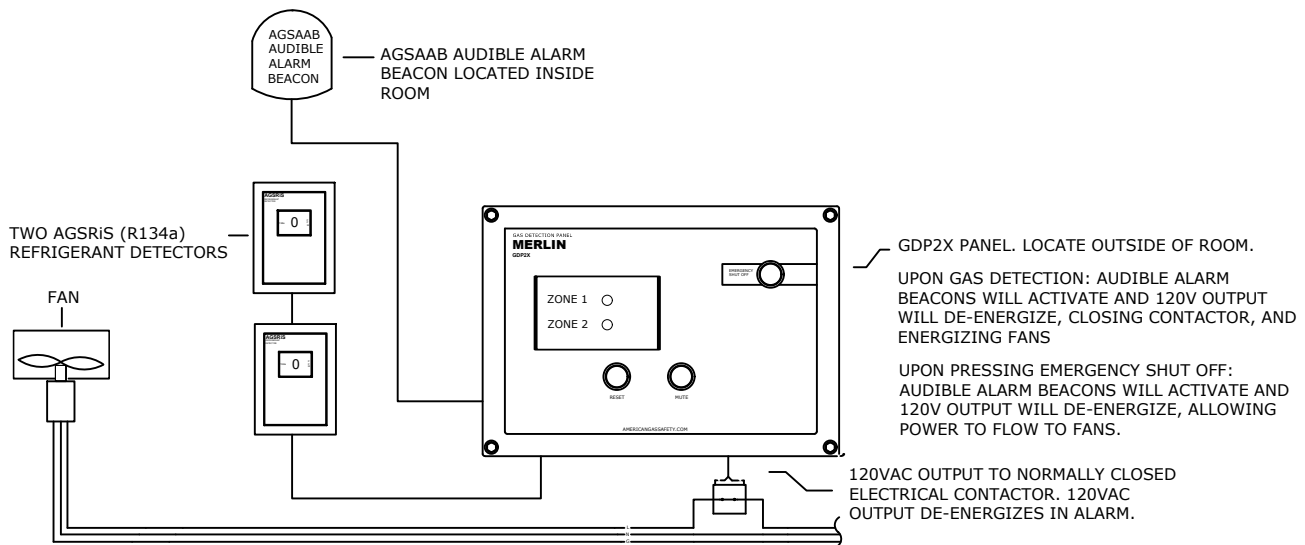 AGSAAB
AUDIBLE
ALARM
BEACON
AGSAAB AUDIBLE ALARM
BEACON LOCATED INSIDE
ROOM
TWO AGSRiS (R134a)
REFRIGERANT DETECTORS
AGSRiS
0
AGSRiS
0
FAN
GAS DETECTION PANEL
MERLIN
GDP2X
EMERGENCY
SHUT OFF
ZONE 1
ZONE 2
RESET
MUTE
AMERICANGASSAFETY.COM
GDP2X PANEL. LOCATE OUTSIDE OF ROOM.
UPON GAS DETECTION: AUDIBLE ALARM
BEACONS WILL ACTIVATE AND 120V OUTPUT
WILL DE-ENERGIZE, CLOSING CONTACTOR, AND
ENERGIZING FANS
UPON PRESSING EMERGENCY SHUT OFF:
AUDIBLE ALARM BEACONS WILL ACTIVATE AND
120V OUTPUT WILL DE-ENERGIZE, ALLOWING
POWER TO FLOW TO FANS.
120VAC OUTPUT TO NORMALLY CLOSED
ELECTRICAL CONTACTOR. 120VAC
OUTPUT DE-ENERGIZES IN ALARM.
L
N
G